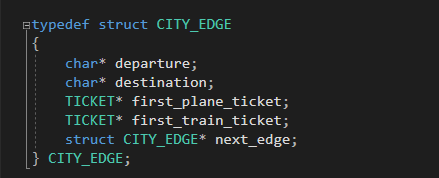 typedef struct CITY_EDGE
{
char* departure;
char* destination;
TICKET* first_plane_ticket;
TICKET* first_train_ticket;
struct CITY_EDGE* next_edge;
} CITY_EDGE;